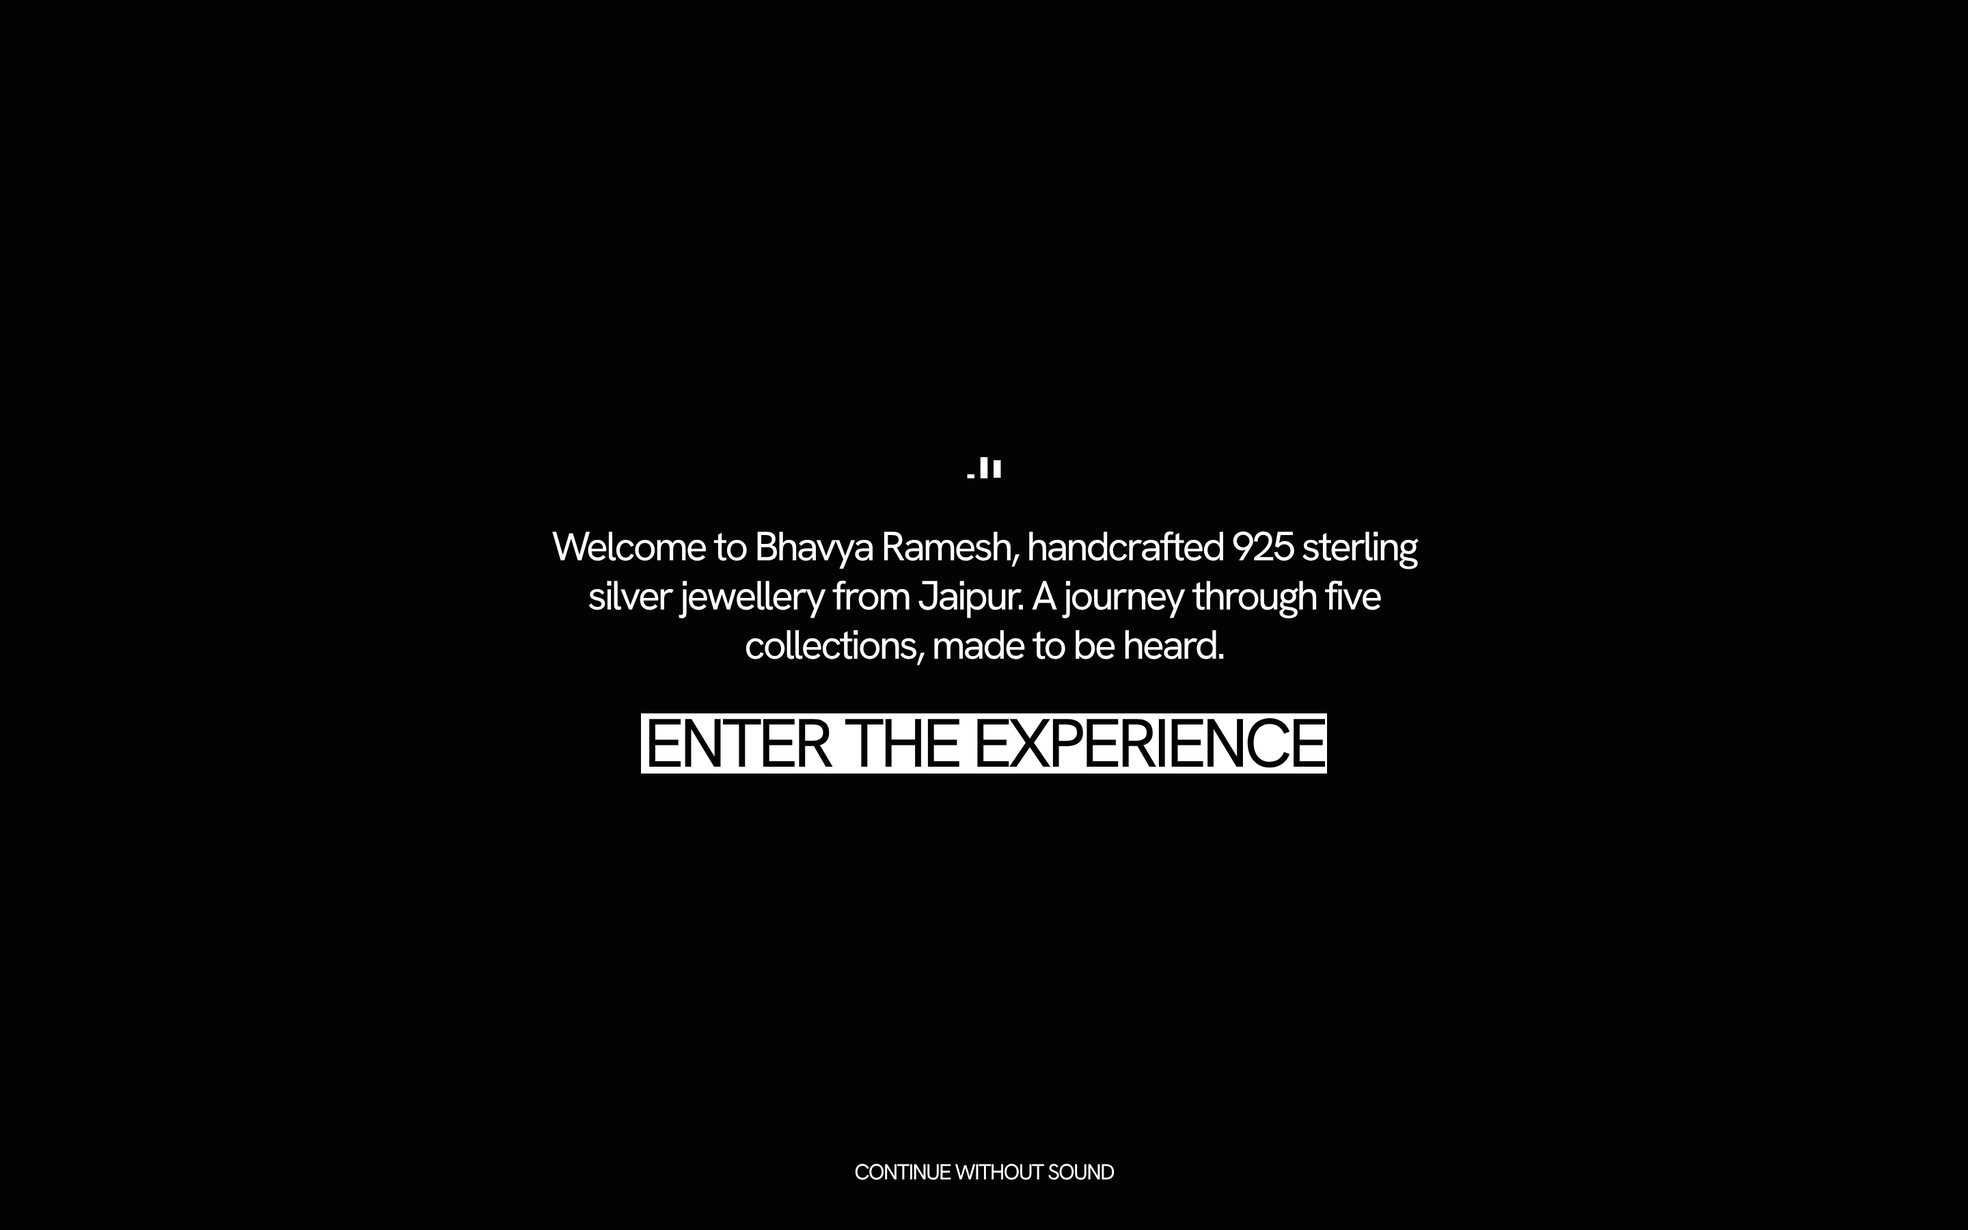 Welcome to Bhavya Ramesh, handcrafted 925 sterling
silver jewellery from Jaipur. A journey through five
collections, made to be heard.
ENTER THE EXPERIENCE
CONTINUE WITHOUT SOUND